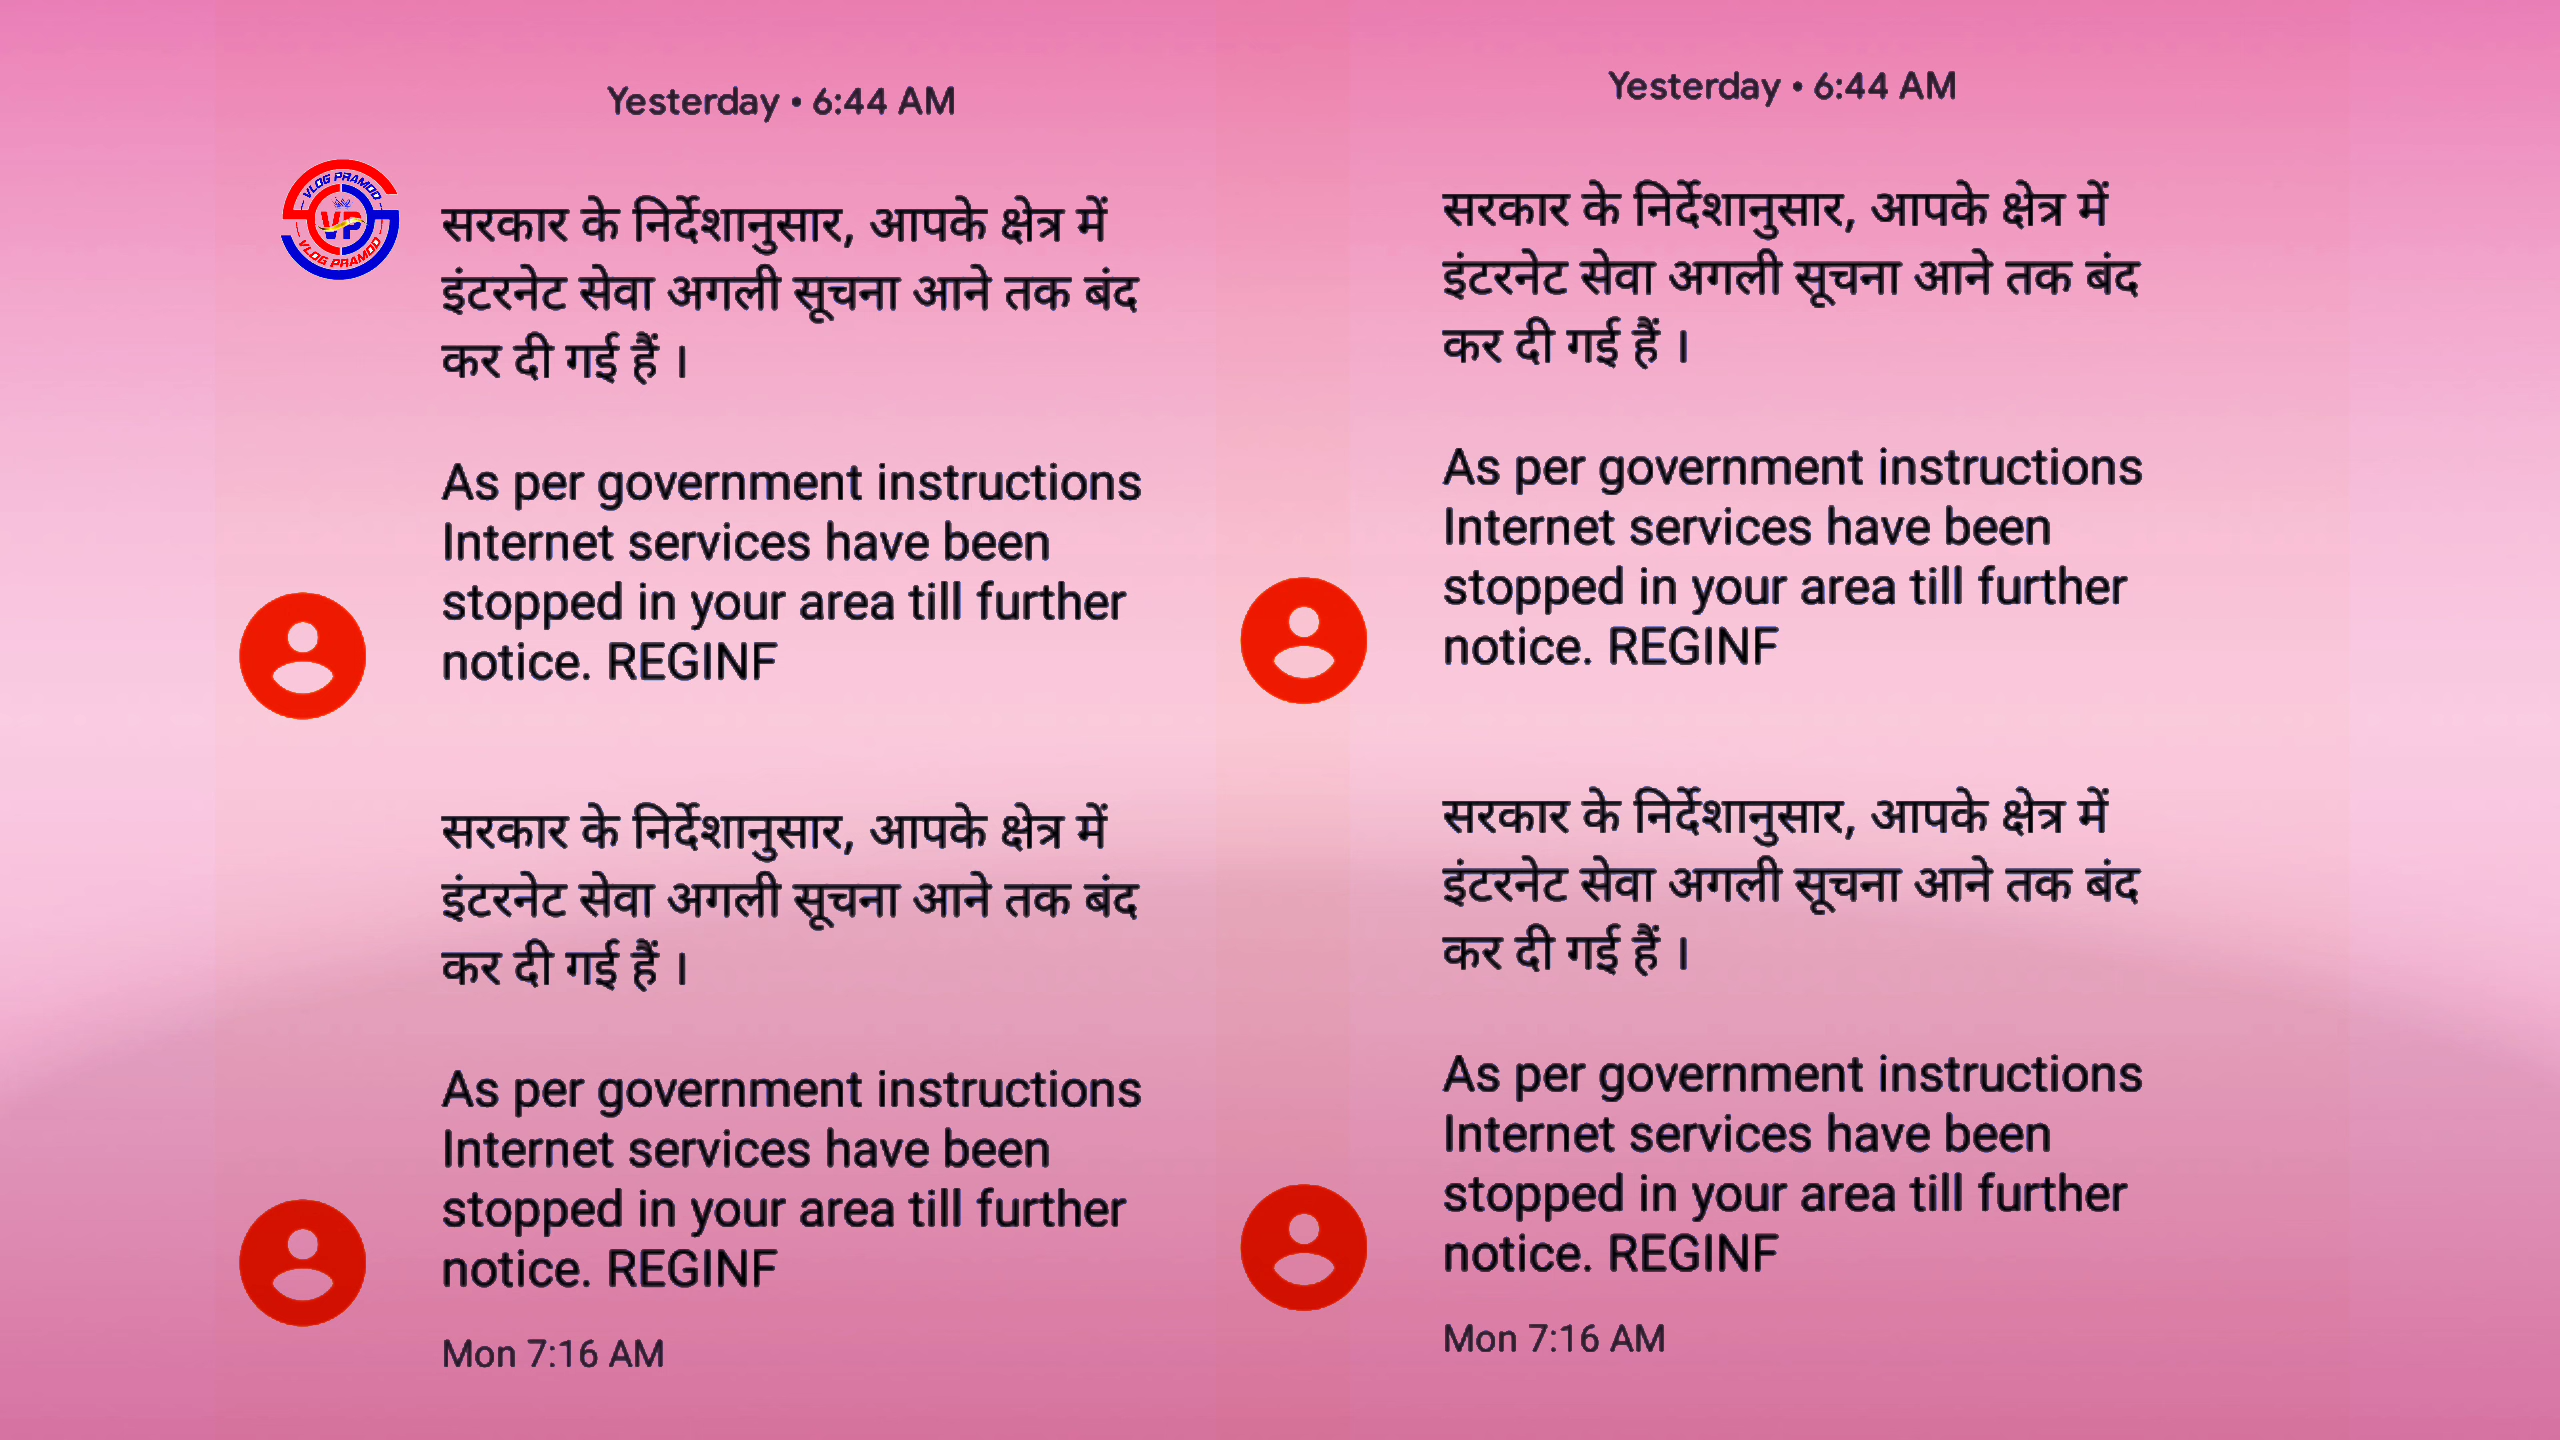 Yesterday • 6:44 AM
VLOG PRAMOD
VP
VLOG PRAMOD
सरकार के निर्देशानुसार, आपके क्षेत्र में
इंटरनेट सेवा अगली सूचना आने तक बंद
कर दी गई हैं ।
As per government instructions
Internet services have been
stopped in your area till further
notice. REGINF
सरकार के निर्देशानुसार, आपके क्षेत्र में
इंटरनेट सेवा अगली सूचना आने तक बंद
कर दी गई हैं ।
As per government instructions
Internet services have been
stopped in your area till further
notice. REGINF
Mon 7:16 AM
Yesterday • 6:44 AM
सरकार के निर्देशानुसार, आपके क्षेत्र में
इंटरनेट सेवा अगली सूचना आने तक बंद
कर दी गई हैं ।
As per government instructions
Internet services have been
stopped in your area till further
notice. REGINF
सरकार के निर्देशानुसार, आपके क्षेत्र में
इंटरनेट सेवा अगली सूचना आने तक बंद
कर दी गई हैं ।
As per government instructions
Internet services have been
stopped in your area till further
notice. REGINF
Mon 7:16 AM